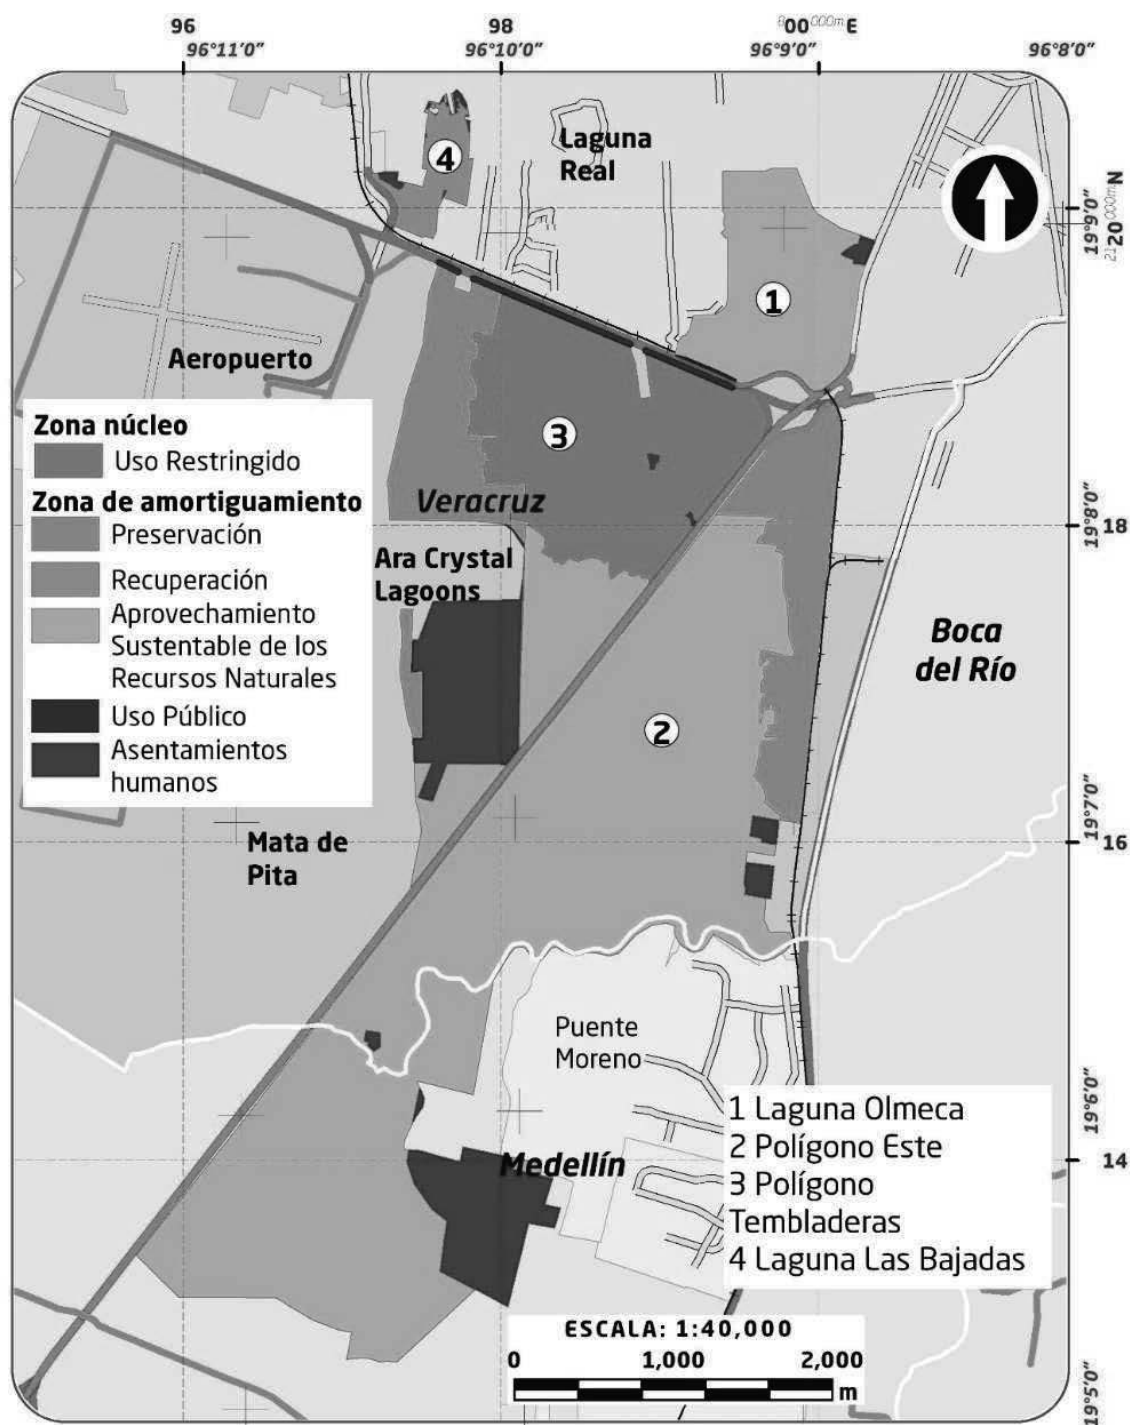 96
98
800000m.E
96°11'0"
96°10'0"
96°9'0"
96°8'0"
4
Laguna
Real
1
19°9'0"
2120000m.N
Aeropuerto
3
Veracruz
19°8'0"
18
Ara Crystal
Lagoons
Zona núcleo
Uso Restringido
Zona de amortiguamiento
Preservación
Recuperación
Aprovechamiento
Sustentable de los
Recursos Naturales
Uso Público
Asentamientos
humanos
Boca
del Río
2
19°7'0"
16
Mata de
Pita
Puente
Moreno
19°6'0"
14
Medellín
1 Laguna Olmeca
2 Polígono Este
3 Polígono
Tembladeras
4 Laguna Las Bajadas
ESCALA: 1:40,000
0 1,000 2,000
m
19°5'0"